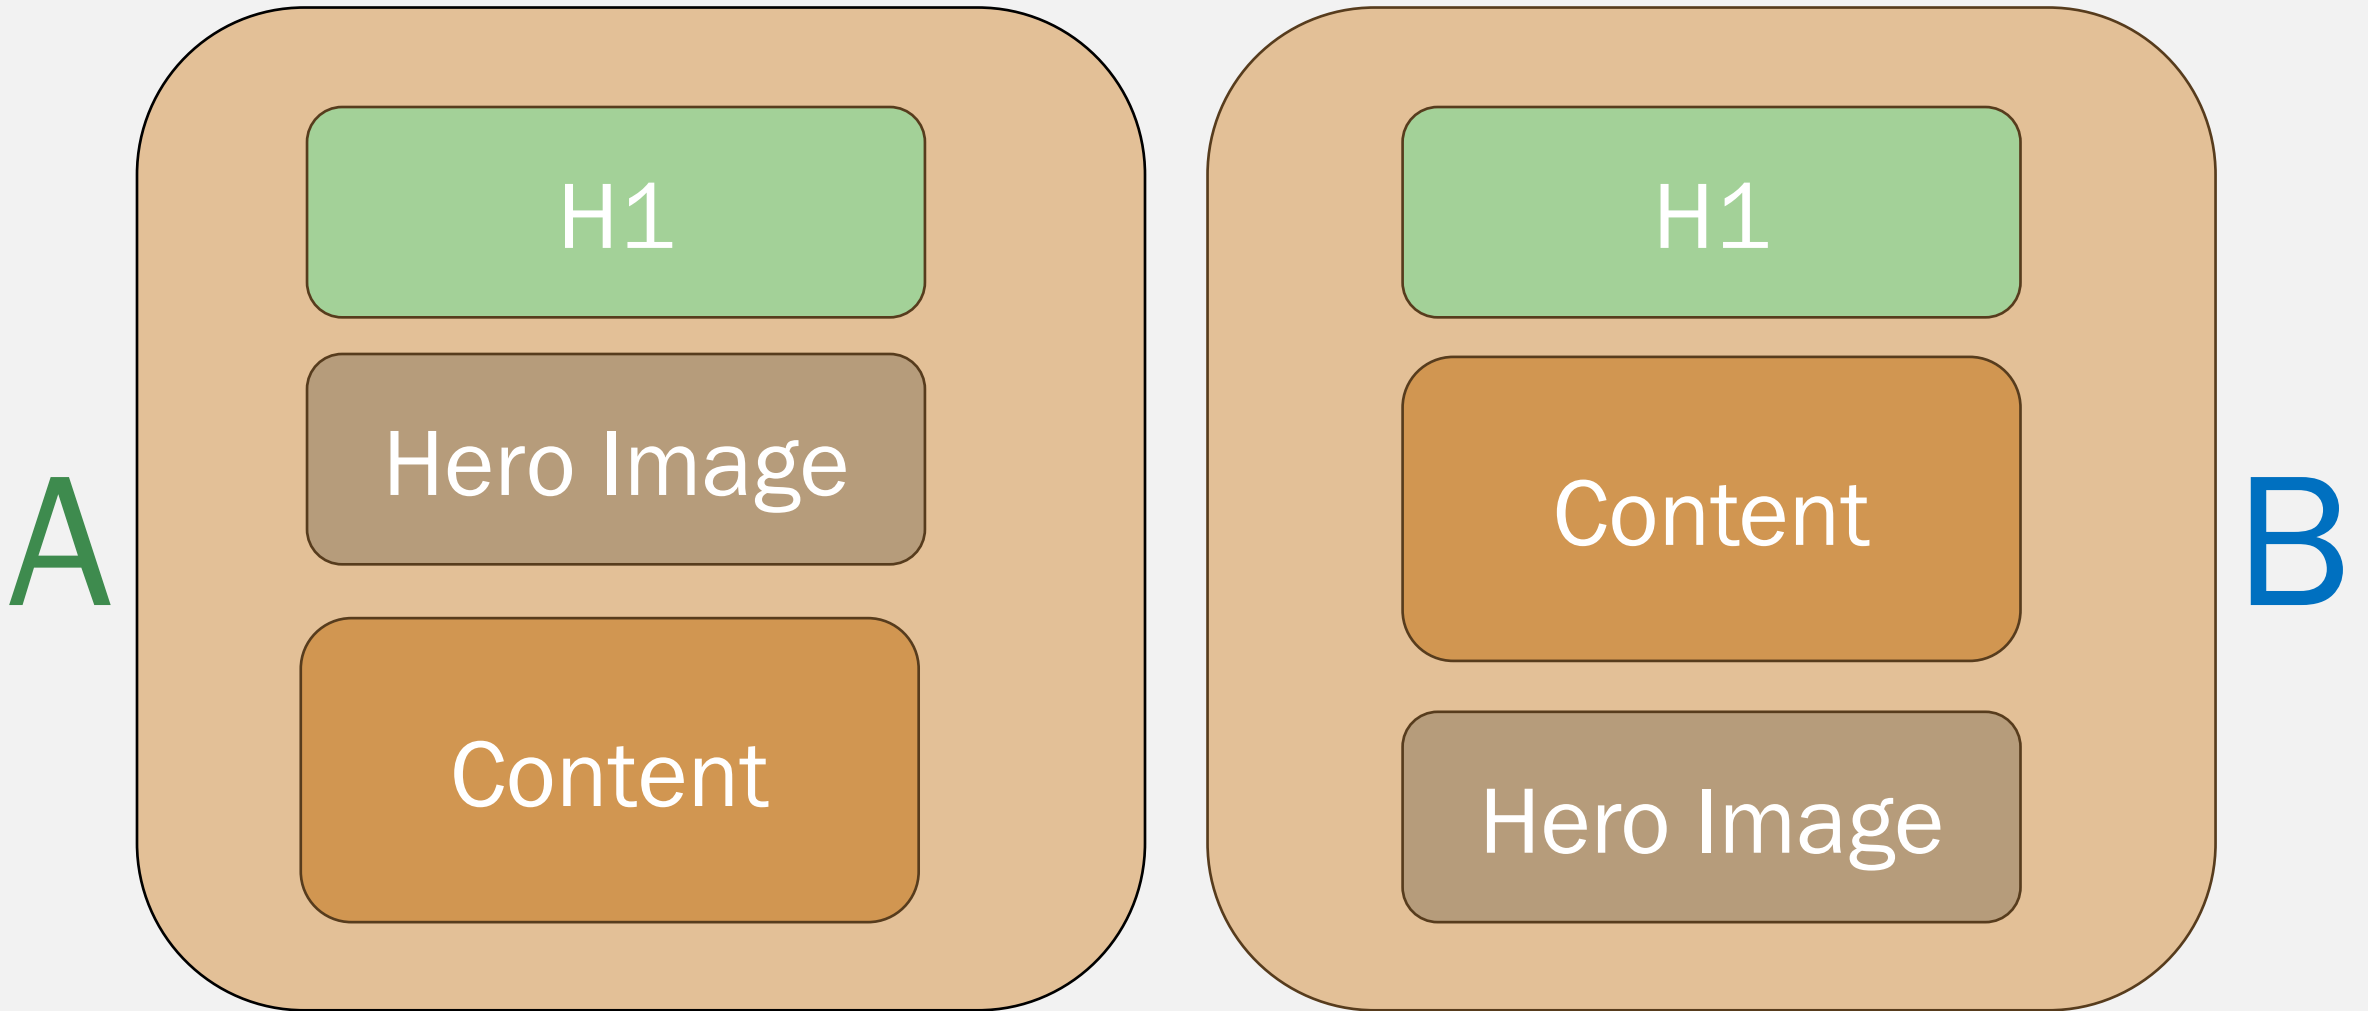 A
H1
Hero Image
Content
H1
Content
Hero Image
B